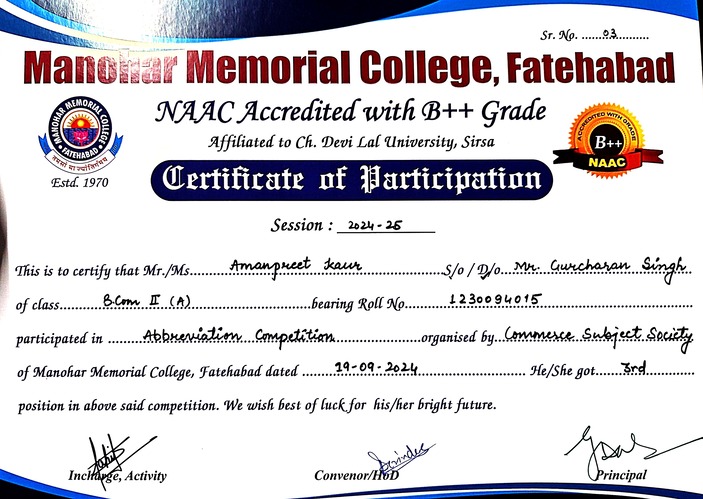 Sr. No. ......03..........
Manohar Memorial College, Fatehabad
NAAC Accredited with B++ Grade
Affiliated to Ch. Devi Lal University, Sirsa
MANOHAR MEMORIAL COLLEGE
FATEHABAD
तमसो मा ज्योतिर्गमय
Estd. 1970
ACCREDITED WITH GRADE
B++
NAAC
Certificate of Participation
Session : 2024-25
This is to certify that Mr./Ms. Amanpreet Kaur S/o / D/o Mr. Gurcharan Singh
of class B.Com II (A) bearing Roll No. 1230094015
participated in Abbreviation Competition organised by Commerce Subject Society
of Manohar Memorial College, Fatehabad dated 19-09-2024 He/She got 3rd
position in above said competition. We wish best of luck for his/her bright future.
Incharge, Activity
Convenor/HoD
Principal